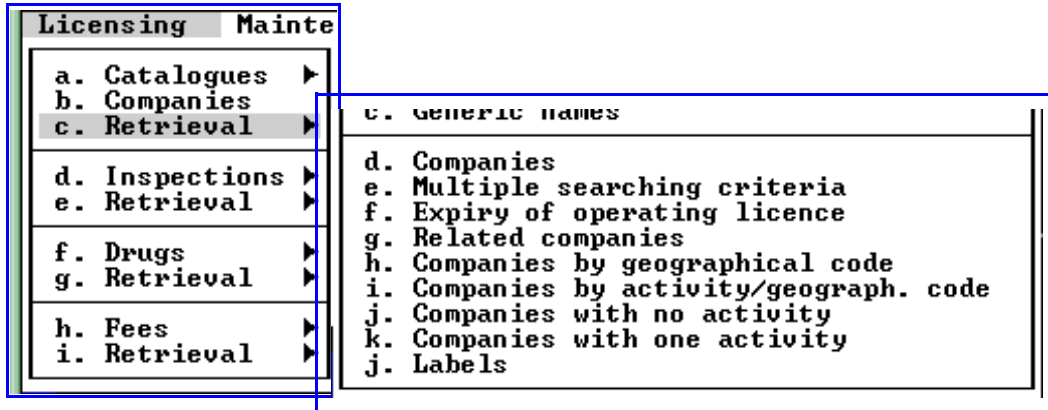 Licensing Mainte
a. Catalogues
b. Companies
c. Retrieval
d. Inspections
e. Retrieval
f. Drugs
g. Retrieval
h. Fees
i. Retrieval
c. Generic names
d. Companies
e. Multiple searching criteria
f. Expiry of operating licence
g. Related companies
h. Companies by geographical code
i. Companies by activity/geograph. code
j. Companies with no activity
k. Companies with one activity
j. Labels